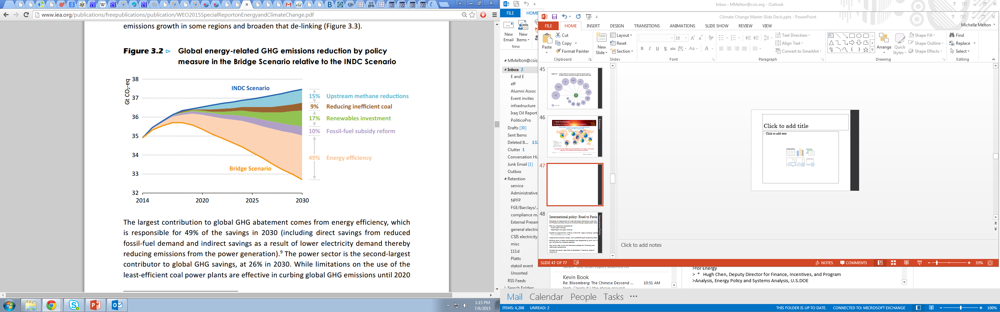 www.iea.org/publications/freepublications/publication/WEO2015SpecialReportonEnergyandClimateChange.pdf
emissions growth in some regions and broaden that de-linking (Figure 3.3).
Figure 3.2 ▷ Global energy-related GHG emissions reduction by policy
measure in the Bridge Scenario relative to the INDC Scenario
Gt CO₂-eq
38
37
36
35
34
33
32
2014 2020 2025 2030
INDC Scenario
Bridge Scenario
15% Upstream methane reductions
9% Reducing inefficient coal
17% Renewables investment
10% Fossil-fuel subsidy reform
49% Energy efficiency
The largest contribution to global GHG abatement comes from energy efficiency, which
is responsible for 49% of the savings in 2030 (including direct savings from reduced
fossil-fuel demand and indirect savings as a result of lower electricity demand thereby
reducing emissions from the power generation).⁹ The power sector is the second-largest
contributor to global GHG savings, at 26% in 2030. While limitations on the use of the
least-efficient coal power plants are effective in curbing global GHG emissions until 2020
1:15 PM
7/6/2015
Inbox - MMelton@csis.org - Outlook
FILE HOME
New Email
New Items
New
MMelton@csis
Inbox 2
E and E
eff
Alumni Assoc
Event invites
infrastructure
Iraq Oil Report
PoliticoPro
Drafts [30]
Sent Items
Deleted It... 132
Clutter 1
Conversation Hi...
Junk Email [1]
Outbox
Retention
service
Administrative
NPFP
FGE/Barclays/...
compliance m...
External Presen
general electric
CSIS electricity
misc
111d
Platts
statoil event
Unsorted
RSS Feeds
Search Folders
Climate Change Master Slide Deck.pptx - PowerPoint
FILE HOME INSERT DESIGN TRANSITIONS ANIMATIONS SLIDE SHOW REVIEW VIEW
Michelle Melton
Paste
Cut
Copy
Format Painter
Clipboard
New Slide
Layout
Reset
Section
Slides
18
Font
Text Direction
Align Text
Convert to SmartArt
Paragraph
Arrange
Quick Styles
Shape Fill
Shape Outline
Shape Effects
Drawing
Find
Replace
Select
Editing
45
46
Emissions
47
48
International policy: Road to Paris
International Policy
Click to add title
Click to add text
Click to add notes
SLIDE 47 OF 77
NOTES COMMENTS 33%
Kevin Book
Re: Bloomberg: The Chinese Descend ... 10:51 AM
>for Energy
> * Hugh Chen, Deputy Director for Finance, Incentives, and Program
>Analysis, Energy Policy and Systems Analysis, U.S.DOE
Mail Calendar People Tasks ...
ITEMS: 4,208 UNREAD: 2
THIS FOLDER IS UP TO DATE. CONNECTED TO: MICROSOFT EXCHANGE 100%